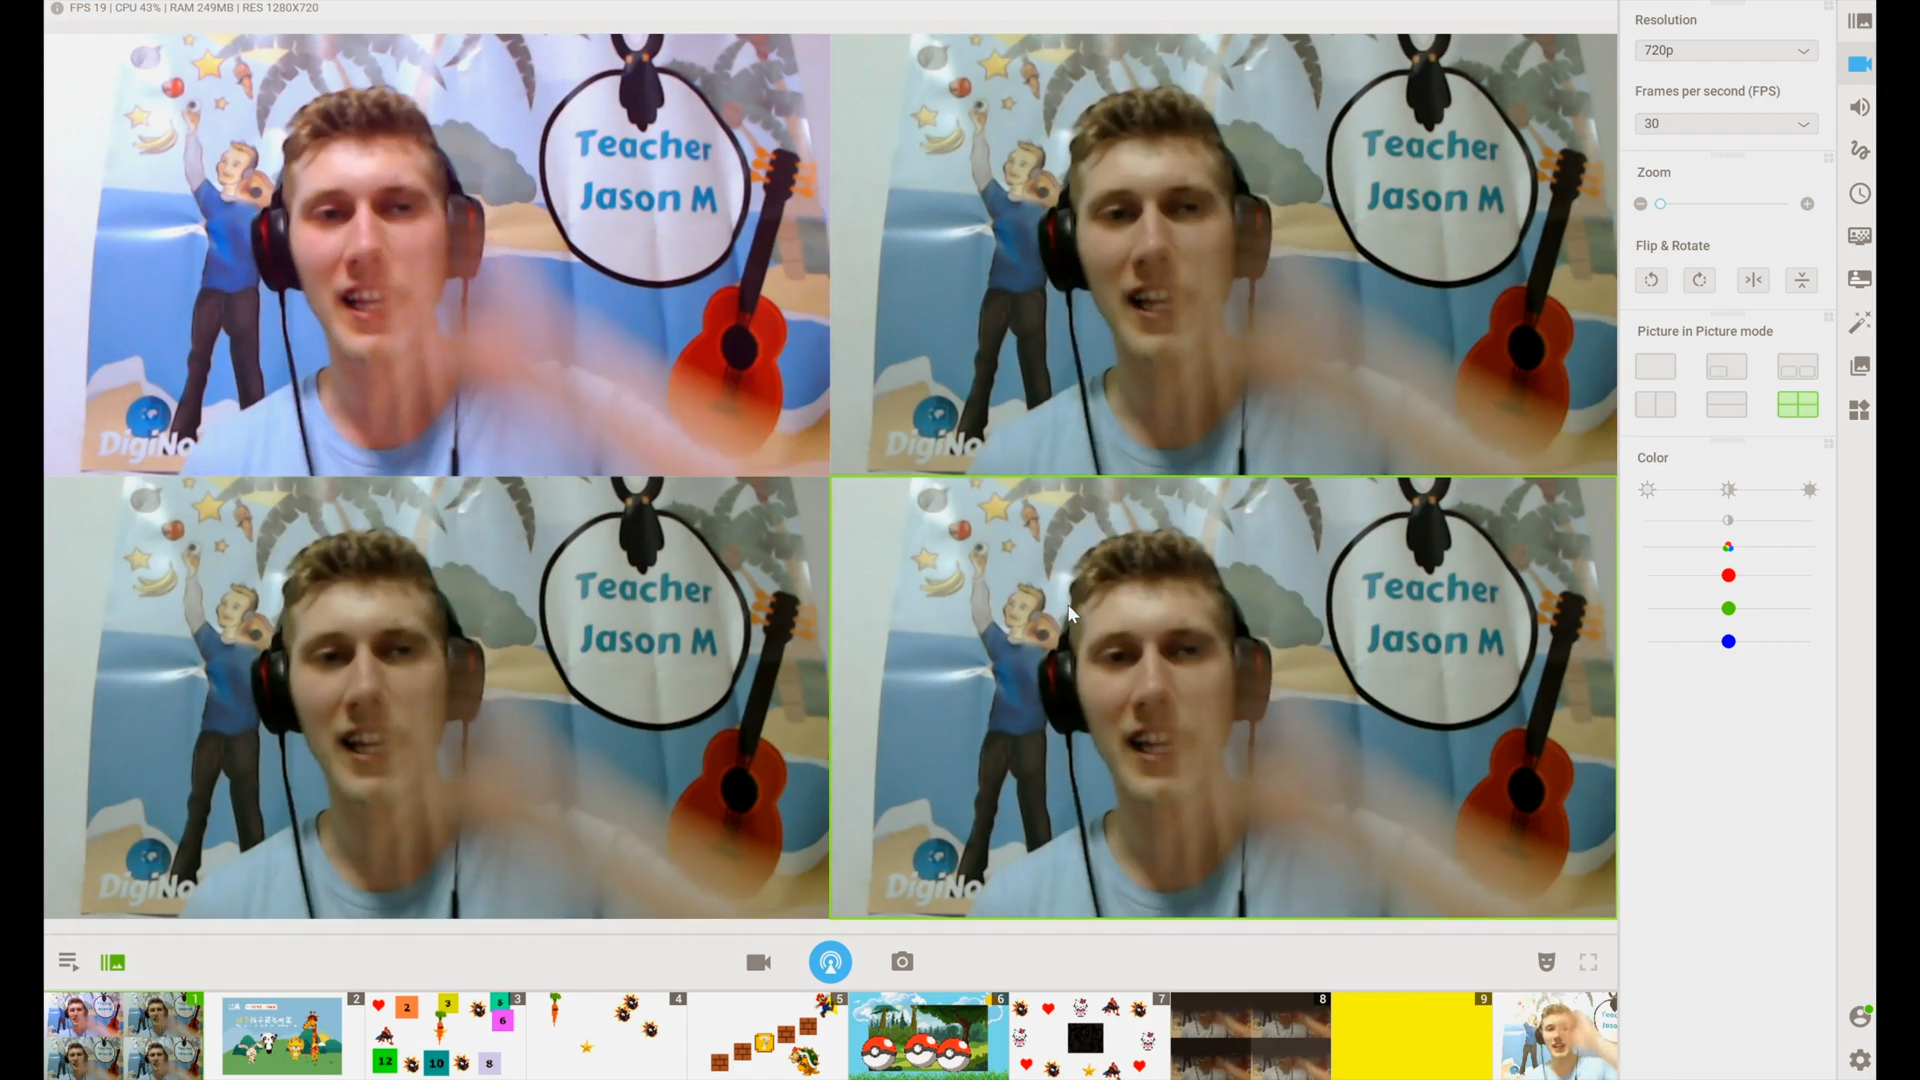 FPS 19 | CPU 43% | RAM 249MB | RES 1280X720
Teacher
Jason M
DigiNo
Teacher
Jason M
DigiNo
Teacher
Jason M
DigiNo
Teacher
Jason M
DigiNo
Resolution
720p
Frames per second (FPS)
30
Zoom
Flip & Rotate
Picture in Picture mode
Color
1
2
3
4
5
6
7
8
9
2
3
5
6
12
10
8